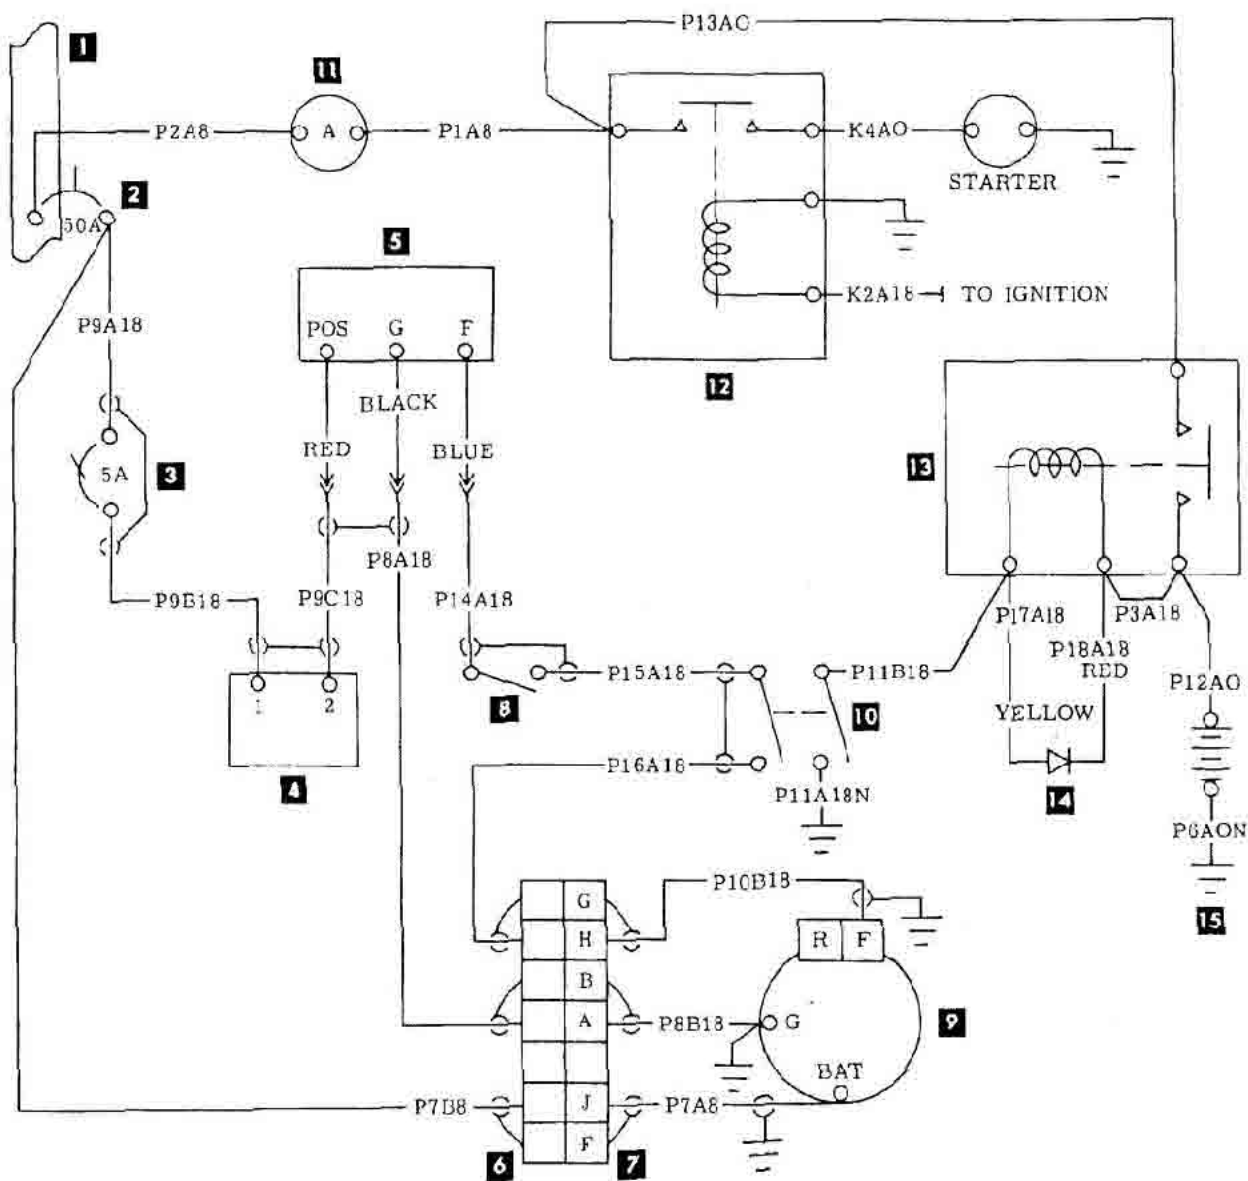 P13AO
1
11
P2A8
A
P1A8
K4AO
STARTER
2
50A
5
K2A18
TO IGNITION
P9A18
POS
G
F
12
BLACK
RED
BLUE
13
5A
3
P8A18
P9B18
P9C18
P14A18
P17A18
P3A18
P18A18
RED
8
P15A18
P11B18
P12AO
1
2
10
YELLOW
15
4
P16A18
P11A18N
14
P6AON
P10B18
G
H
R
F
15
B
A
P8B18
G
9
BAT
P7B8
J
P7A8
6
F
7